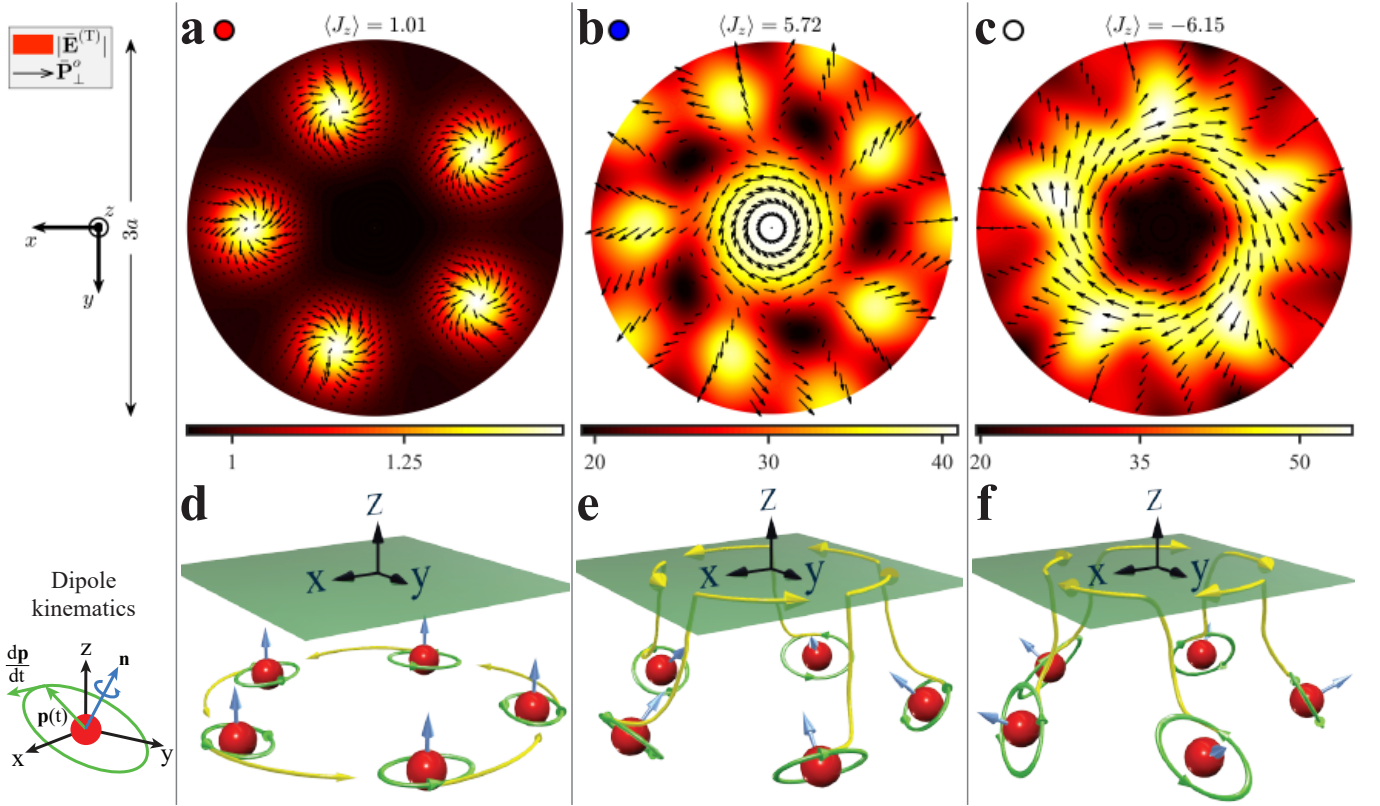 |Ē^(T)|
P̄^o_⊥
x
y
z
3a
a ⟨J_z⟩ = 1.01
b ⟨J_z⟩ = 5.72
c ⟨J_z⟩ = −6.15
1 1.25
20 30 40
20 35 50
d
z
x y
e
z
x y
f
z
x y
Dipole
kinematics
dp/dt
z
n
p(t)
x
y